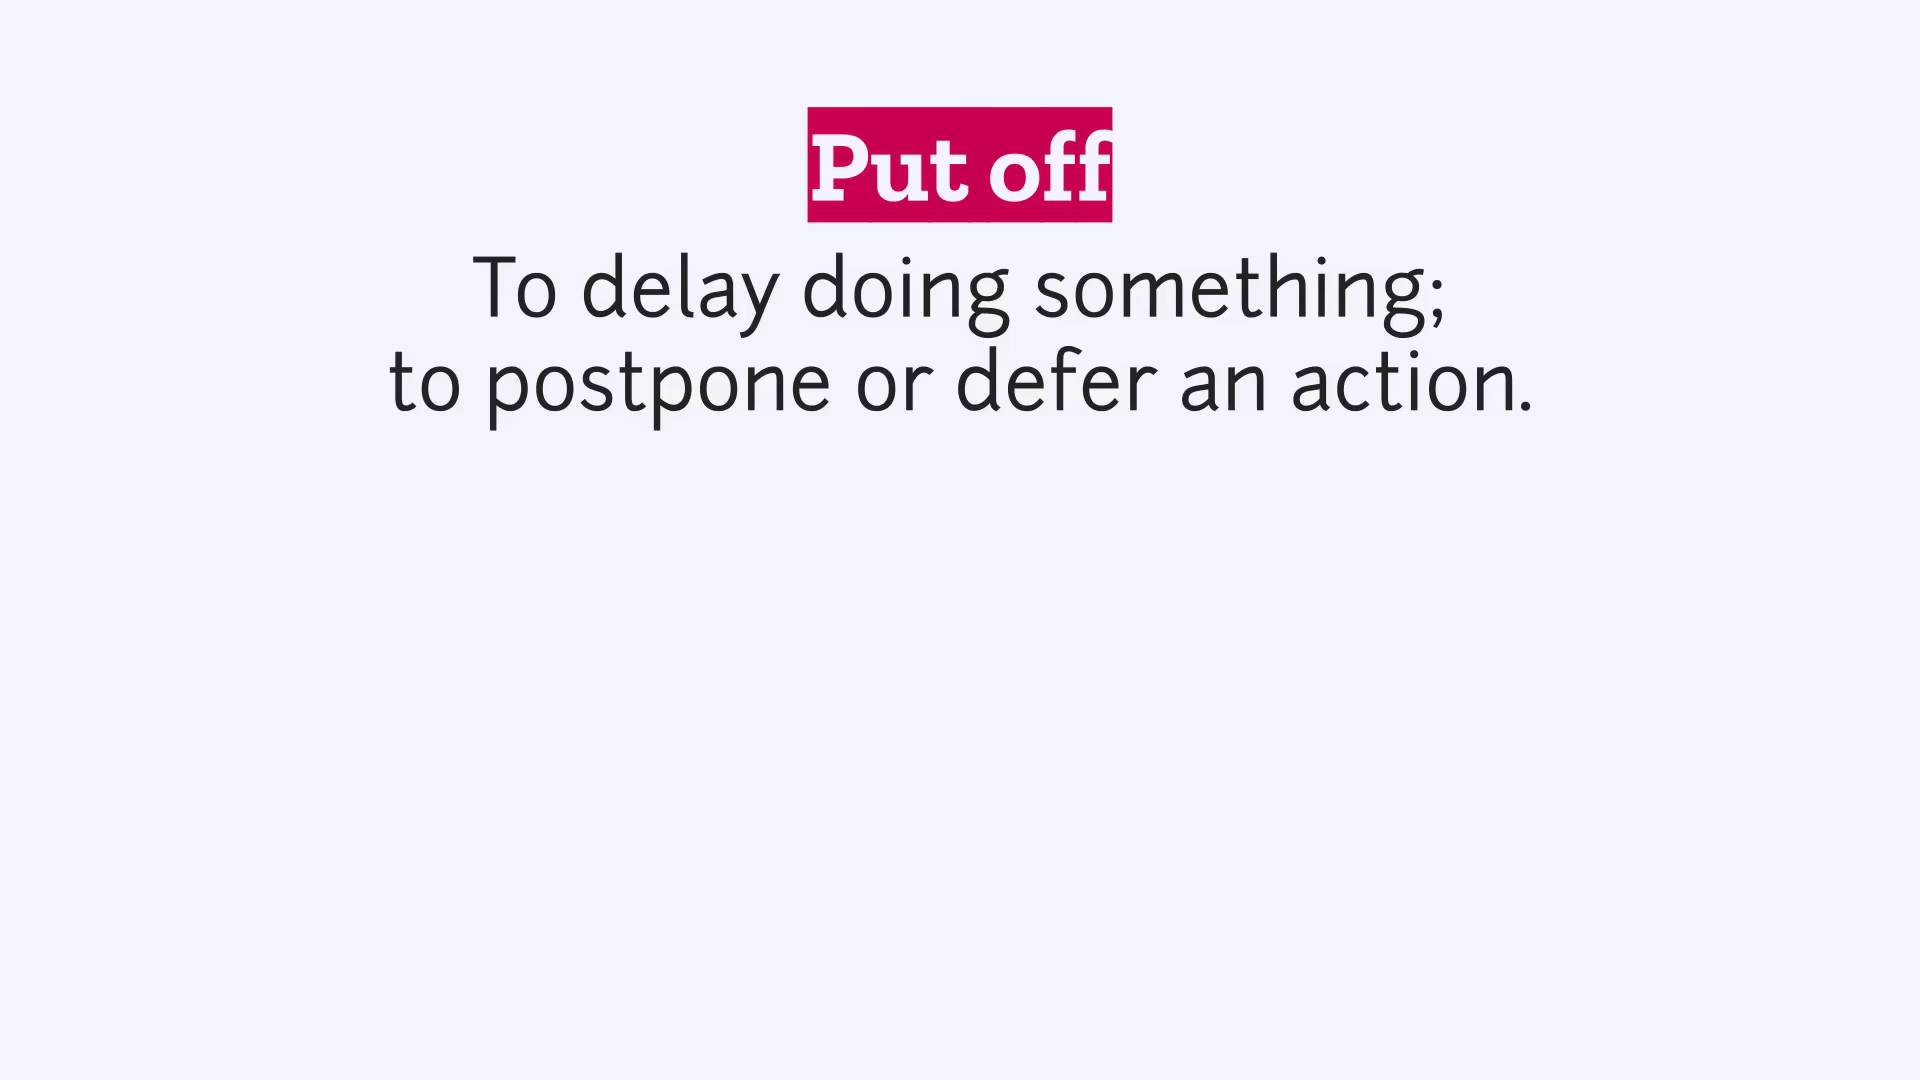 Put off
To delay doing something;
to postpone or defer an action.